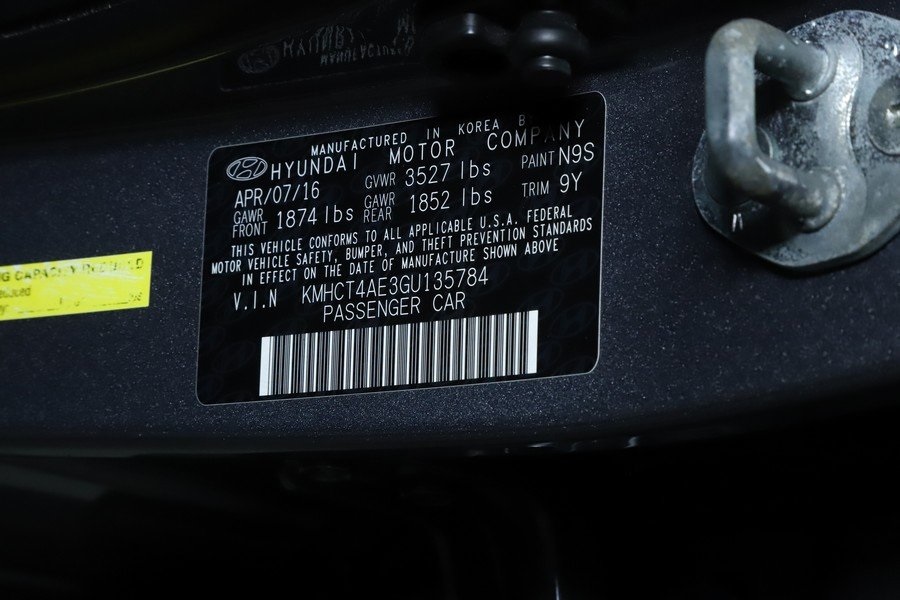 MANUFACTURED IN KOREA BY
HYUNDAI MOTOR COMPANY
APR/07/16 GVWR 3527 lbs PAINT N9S
GAWR FRONT 1874 lbs GAWR REAR 1852 lbs TRIM 9Y
THIS VEHICLE CONFORMS TO ALL APPLICABLE U.S.A. FEDERAL
MOTOR VEHICLE SAFETY, BUMPER, AND THEFT PREVENTION STANDARDS
IN EFFECT ON THE DATE OF MANUFACTURE SHOWN ABOVE
V.I.N KMHCT4AE3GU135784
PASSENGER CAR
CAPACITY